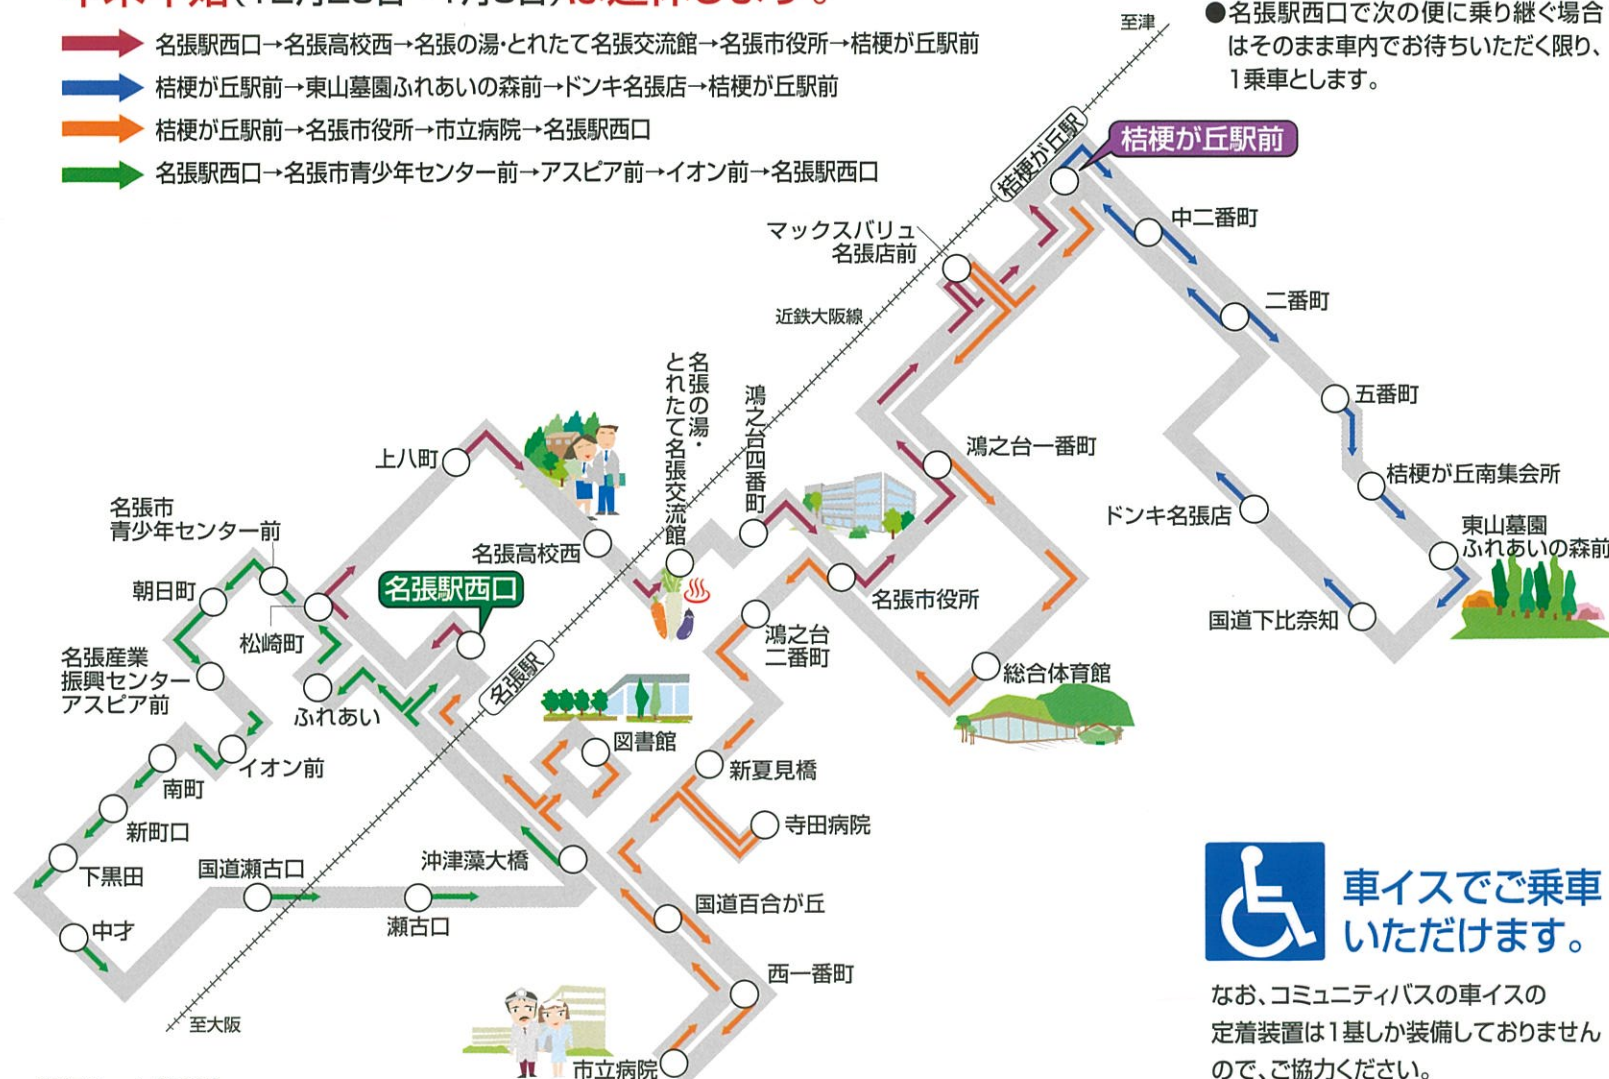 名張駅西口→名張高校西→名張の湯・とれたて名張交流館→名張市役所→桔梗が丘駅前
桔梗が丘駅前→東山墓園ふれあいの森前→ドンキ名張店→桔梗が丘駅前
桔梗が丘駅前→名張市役所→市立病院→名張駅西口
名張駅西口→名張市青少年センター前→アスピア前→イオン前→名張駅西口
●名張駅西口で次の便に乗り継ぐ場合
はそのまま車内でお待ちいただく限り、
1乗車とします。
至津
桔梗が丘駅
桔梗が丘駅前
中二番町
マックスバリュ
名張店前
二番町
近鉄大阪線
名張の湯・
とれたて名張交流館
鴻之台四番町
五番町
鴻之台一番町
上八町
桔梗が丘南集会所
名張市
青少年センター前
ドンキ名張店
東山墓園
ふれあいの森前
名張高校西
朝日町
名張駅西口
名張市役所
国道下比奈知
松崎町
鴻之台
二番町
名張産業
振興センター
アスピア前
名張駅
総合体育館
ふれあい
図書館
イオン前
新夏見橋
南町
新町口
寺田病院
沖津藻大橋
国道瀬古口
下黒田
国道百合が丘
瀬古口
中才
西一番町
至大阪
市立病院
車イスでご乗車
いただけます。
なお、コミュニティバスの車イスの
定着装置は1基しか装備しておりません
ので、ご協力ください。